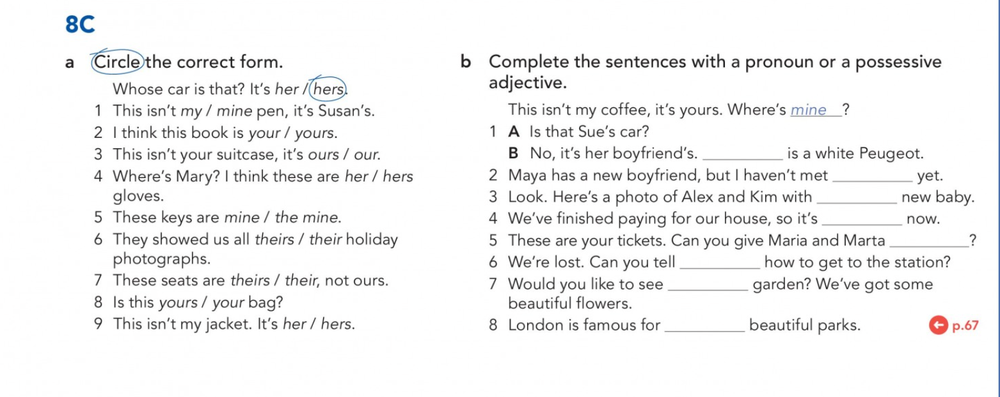 8C
a Circle the correct form.
Whose car is that? It's her / hers.
1 This isn't my / mine pen, it's Susan's.
2 I think this book is your / yours.
3 This isn't your suitcase, it's ours / our.
4 Where's Mary? I think these are her / hers
gloves.
5 These keys are mine / the mine.
6 They showed us all theirs / their holiday
photographs.
7 These seats are theirs / their, not ours.
8 Is this yours / your bag?
9 This isn't my jacket. It's her / hers.
b Complete the sentences with a pronoun or a possessive
adjective.
This isn't my coffee, it's yours. Where's mine ?
1 A Is that Sue's car?
B No, it's her boyfriend's. __________ is a white Peugeot.
2 Maya has a new boyfriend, but I haven't met __________ yet.
3 Look. Here's a photo of Alex and Kim with __________ new baby.
4 We've finished paying for our house, so it's __________ now.
5 These are your tickets. Can you give Maria and Marta __________?
6 We're lost. Can you tell __________ how to get to the station?
7 Would you like to see __________ garden? We've got some
beautiful flowers.
8 London is famous for __________ beautiful parks.
p.67